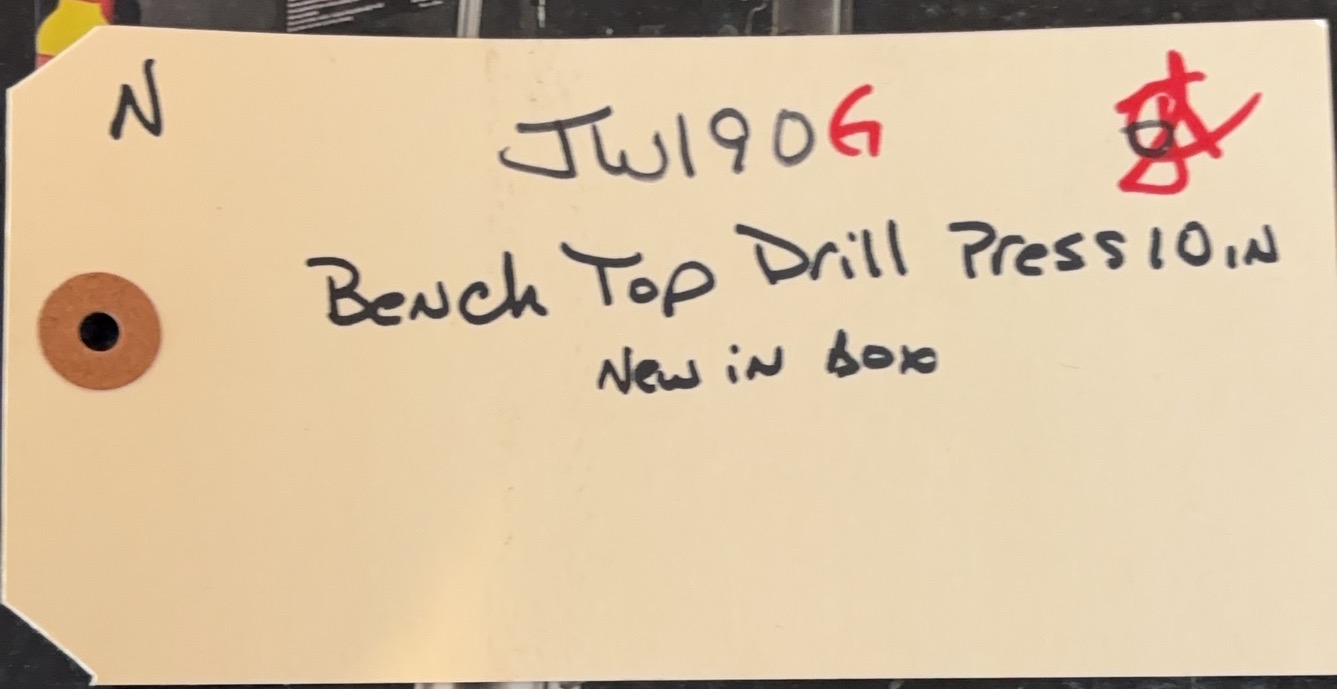 N
JW190G
Bench Top Drill Press 10 in
New in box